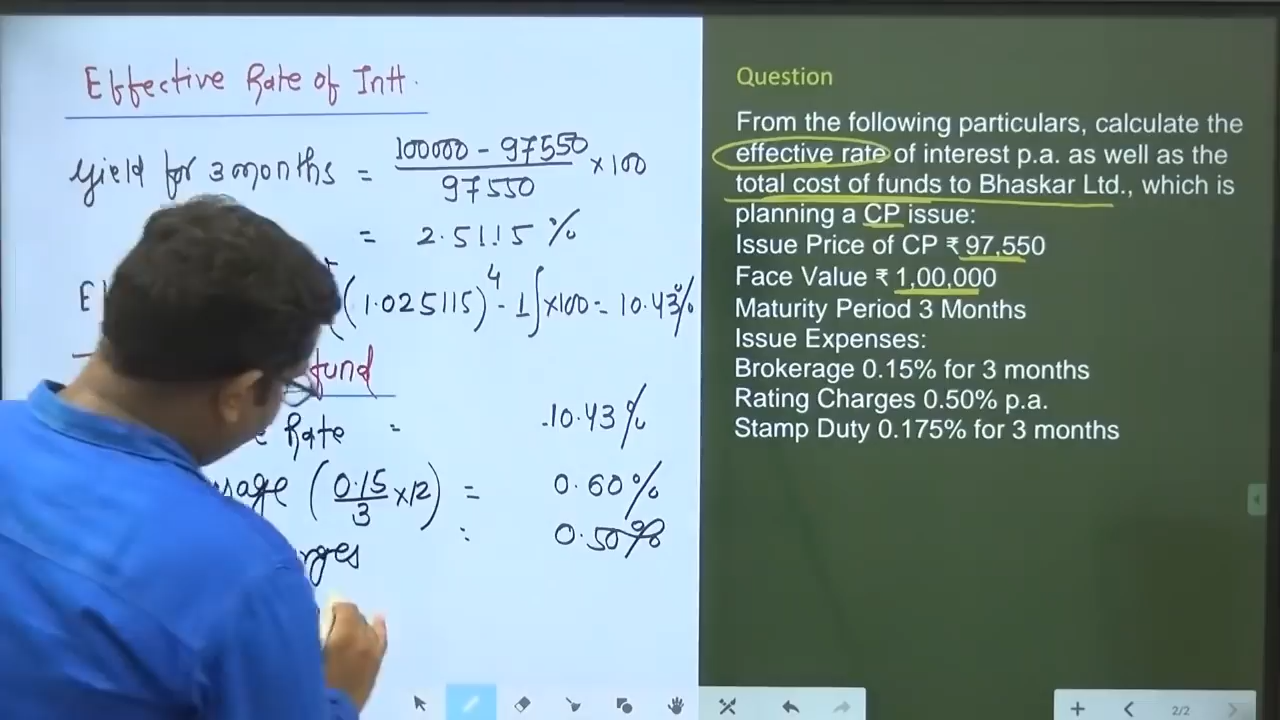 Effective Rate of Intt.
Yield for 3 months = 100000 - 97550 / 97550 × 100
= 2.5115 %
(1.025115)^4 - 1] × 100 = 10.43%
fund
Rate = 10.43%
(0.15/3 × 12) = 0.60%
: 0.50%
Question
From the following particulars, calculate the
effective rate of interest p.a. as well as the
total cost of funds to Bhaskar Ltd., which is
planning a CP issue:
Issue Price of CP ₹ 97,550
Face Value ₹ 1,00,000
Maturity Period 3 Months
Issue Expenses:
Brokerage 0.15% for 3 months
Rating Charges 0.50% p.a.
Stamp Duty 0.175% for 3 months
2/2